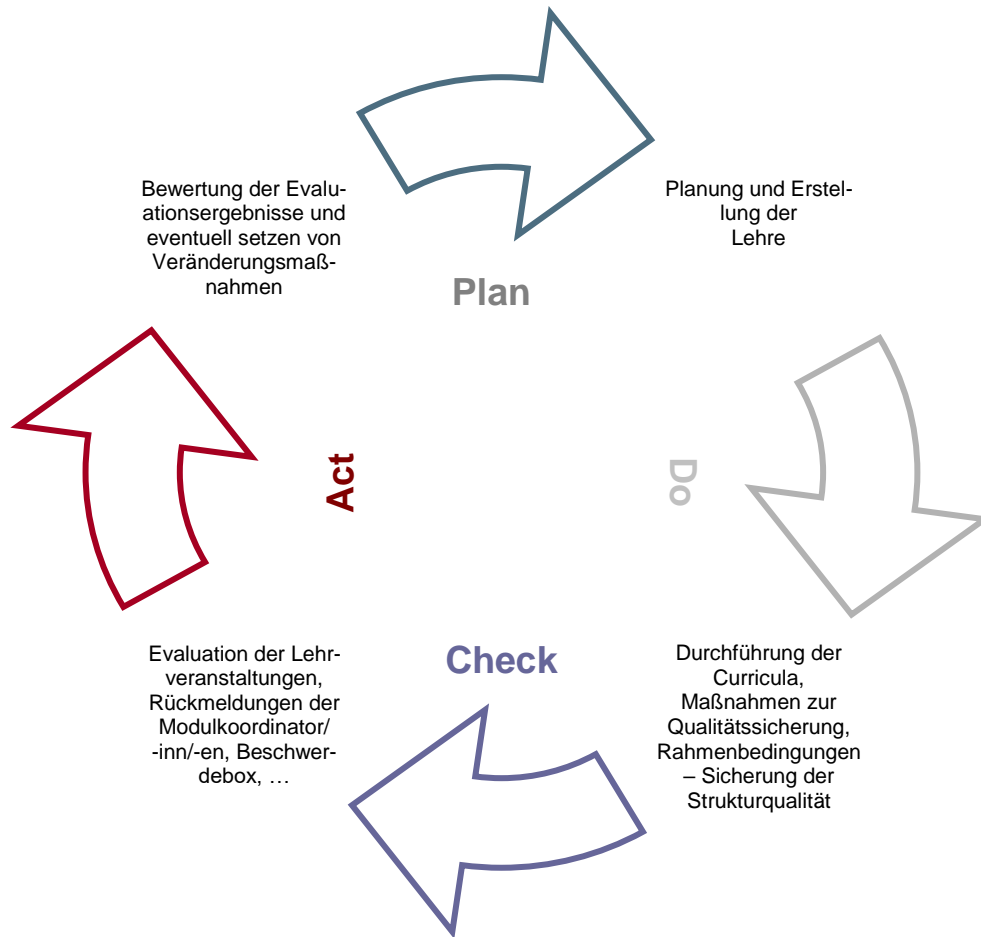 Bewertung der Evalu-
ationsergebnisse und
eventuell setzen von
Veränderungsmaß-
nahmen
Planung und Erstel-
lung der
Lehre
Plan
Act
Do
Check
Evaluation der Lehr-
veranstaltungen,
Rückmeldungen der
Modulkoordinator/
-inn/-en, Beschwer-
debox, …
Durchführung der
Curricula,
Maßnahmen zur
Qualitätssicherung,
Rahmenbedingungen
– Sicherung der
Strukturqualität